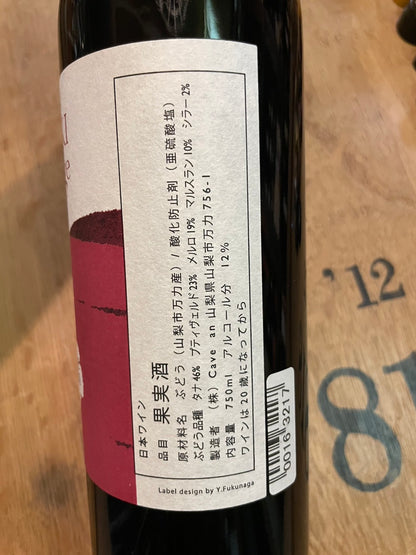 日本ワイン
品目 果実酒
原材料名 ぶどう（山梨市万力産）/ 酸化防止剤（亜硫酸塩）
ぶどう品種 タナ46% プティヴェルド23% メルロ19% マルスラン10% シラー2%
製造者 （株）Cave an 山梨県山梨市万力756-1
内容量 750ml アルコール分 12%
ワインは20歳になってから
Label design by Y.Fukunaga
0016 3217
'12